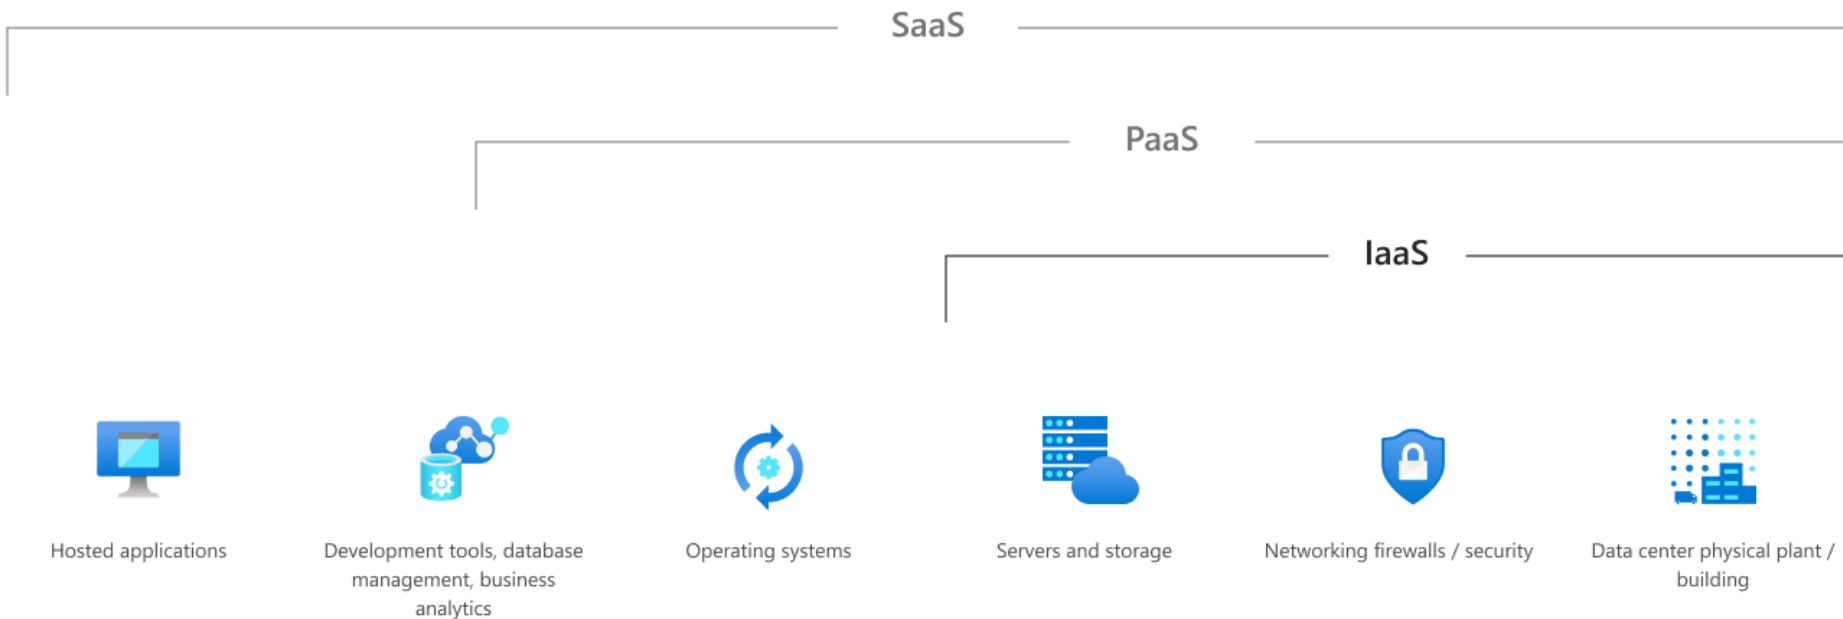 SaaS
PaaS
IaaS
Hosted applications
Development tools, database
management, business
analytics
Operating systems
Servers and storage
Networking firewalls / security
Data center physical plant /
building